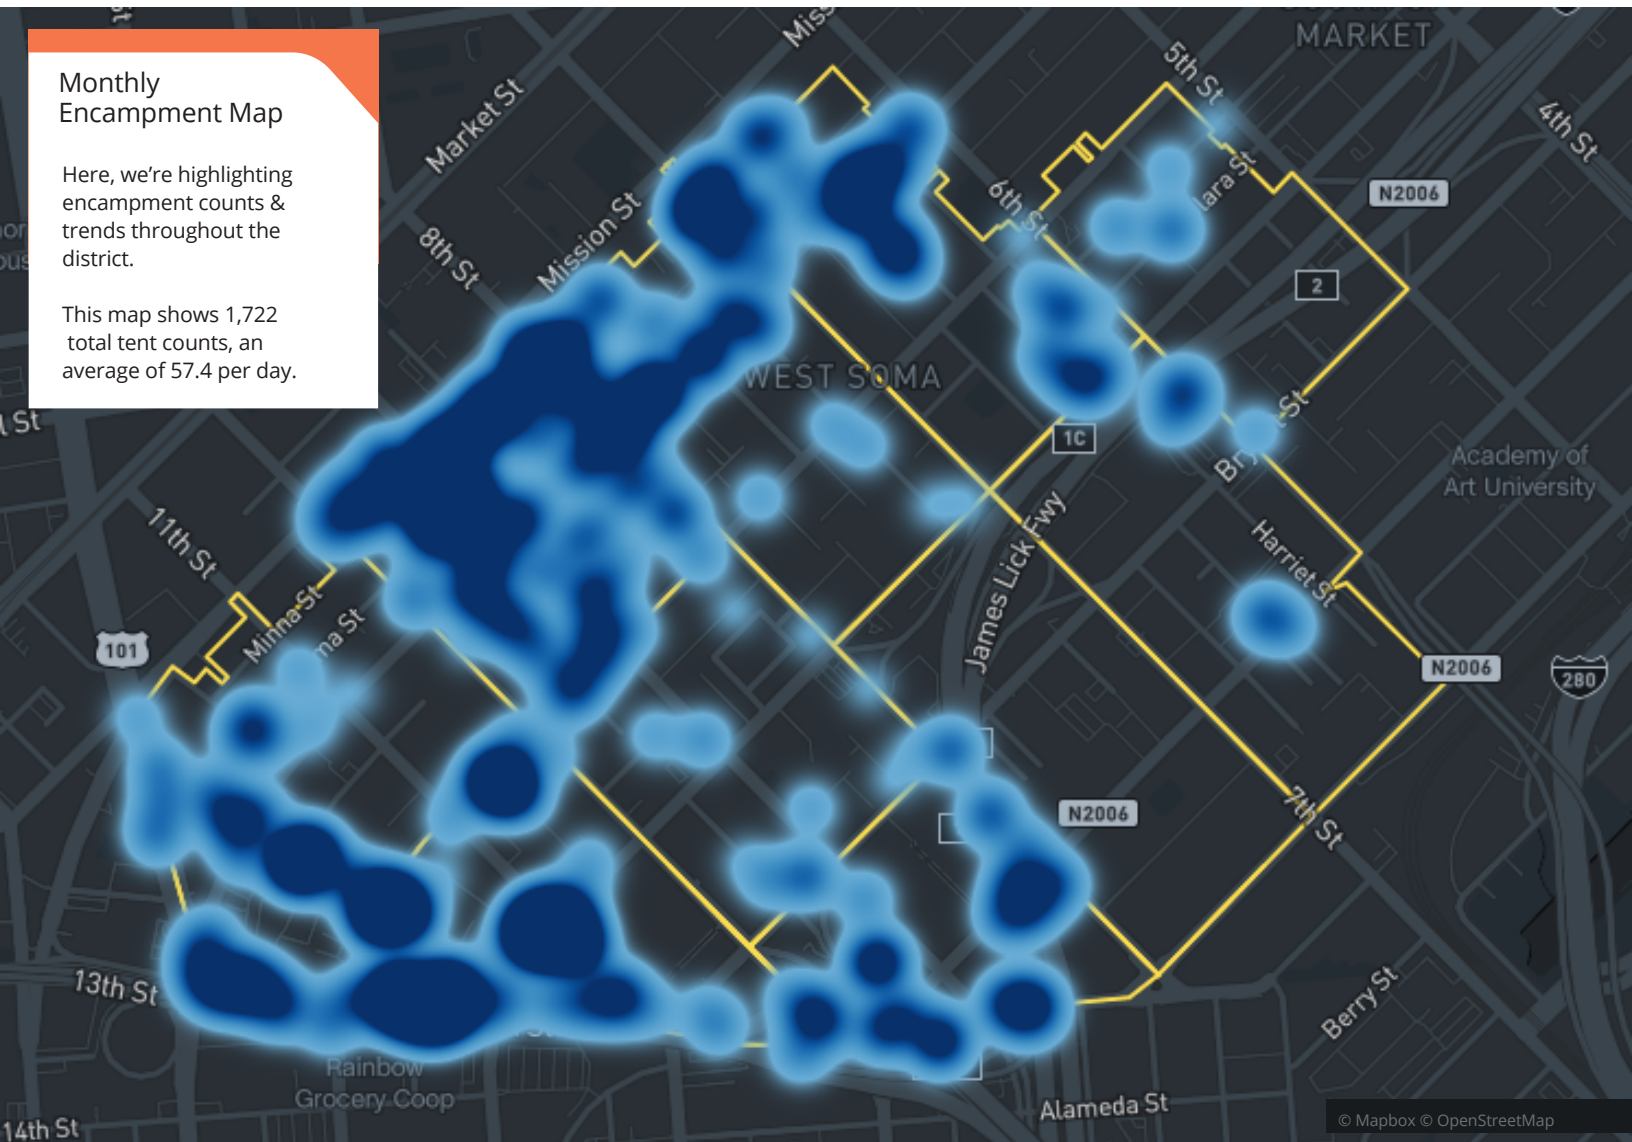 Monthly
Encampment Map
Here, we're highlighting
encampment counts &
trends throughout the
district.
This map shows 1,722
total tent counts, an
average of 57.4 per day.
MARKET
5th St
4th St
Market St
N2006
6th St
Mission St
8th St
2
WEST SOMA
1C
St
Academy of
Art University
11th St
James Lick Fwy
Harriet St
Minna St
St
101
N2006
280
N2006
7th St
13th St
Berry St
Rainbow
Grocery Coop
Alameda St
14th St
© Mapbox © OpenStreetMap